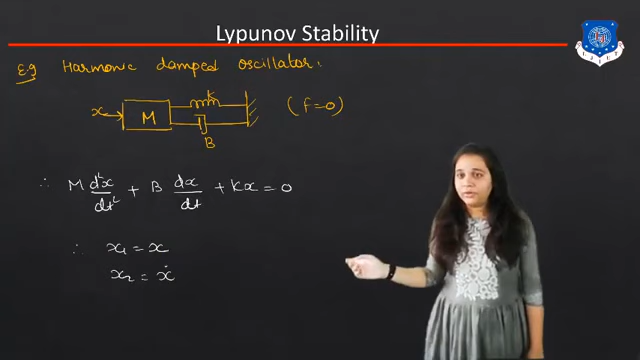 Lypunov Stability
Eg Harmonic damped oscillator:
K
x M (f=0)
B
∴ M d²x/dt² + B dx/dt + Kx = 0
∴ x₁ = x
x₂ = ẋ